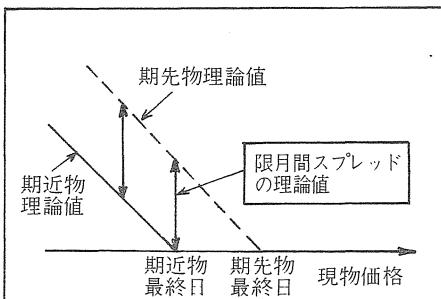 期先物理論値
期近物
理論値
限月間スプレッド
の理論値
期近物
最終日
期先物
最終日
現物価格